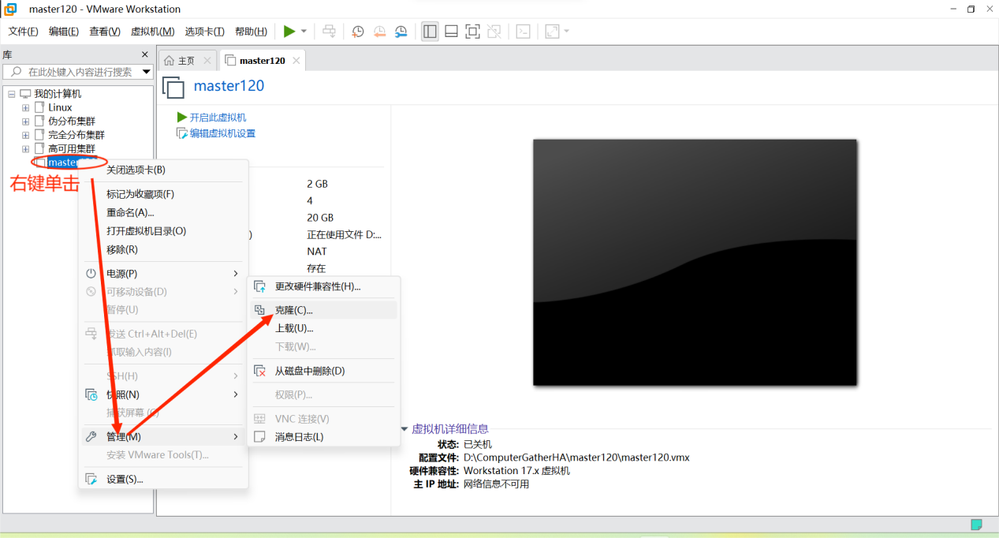 master120 - VMware Workstation
文件(F) 编辑(E) 查看(V) 虚拟机(M) 选项卡(T) 帮助(H)
库
在此处键入内容进行搜索
我的计算机
Linux
伪分布集群
完全分布集群
高可用集群
master
右键单击
主页
master120
master120
开启此虚拟机
编辑虚拟机设置
2 GB
4
20 GB
)
正在使用文件 D:...
NAT
存在
关闭选项卡(B)
标记为收藏项(F)
重命名(A)...
打开虚拟机目录(O)
移除(R)
电源(P)
可移动设备(D)
暂停(U)
发送 Ctrl+Alt+Del(E)
抓取输入内容(I)
SSH(H)
快照(N)
捕获屏幕 (C)
管理(M)
安装 VMware Tools(T)...
设置(S)...
更改硬件兼容性(H)...
克隆(C)...
上载(U)...
下载(W)...
从磁盘中删除(D)
权限(P)...
VNC 连接(V)
消息日志(L)
虚拟机详细信息
状态: 已关机
配置文件: D:\ComputerGatherHA\master120\master120.vmx
硬件兼容性: Workstation 17.x 虚拟机
主 IP 地址: 网络信息不可用